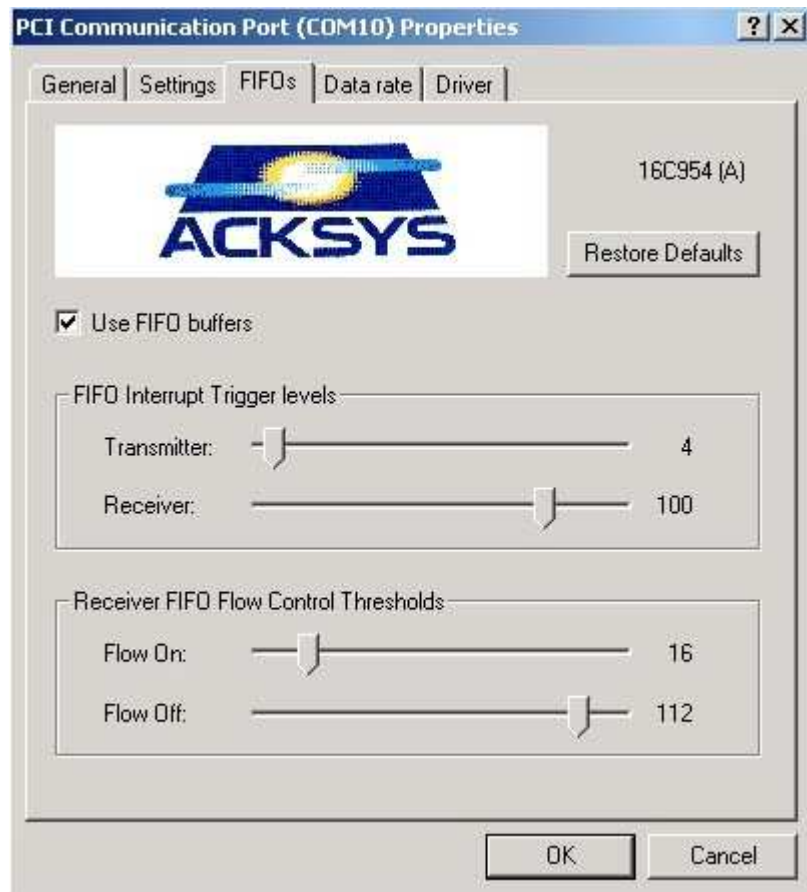 PCI Communication Port (COM10) Properties
General Settings FIFOs Data rate Driver
ACKSYS
16C954 (A)
Restore Defaults
Use FIFO buffers
FIFO Interrupt Trigger levels
Transmitter: 4
Receiver: 100
Receiver FIFO Flow Control Thresholds
Flow On: 16
Flow Off: 112
OK Cancel